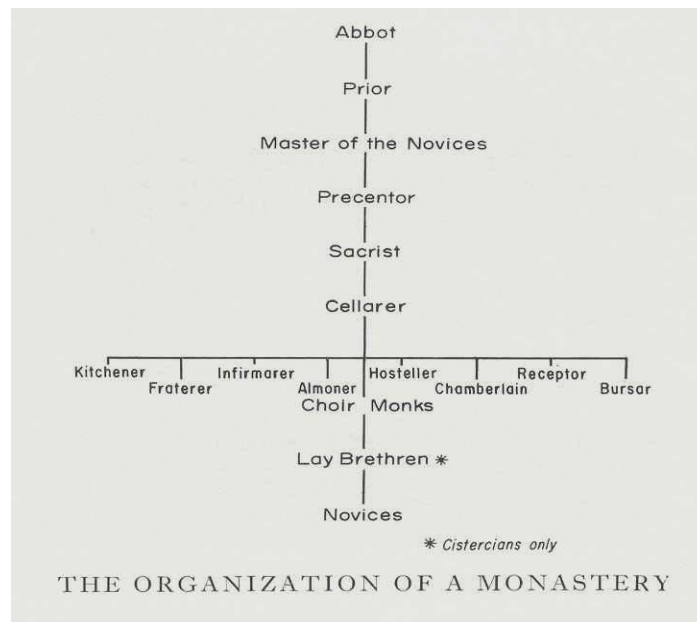 Abbot
Prior
Master of the Novices
Precentor
Sacrist
Cellarer
Kitchener Infirmarer Hosteller Receptor
Fraterer Almoner Chamberlain Bursar
Choir Monks
Lay Brethren *
Novices
* Cistercians only
THE ORGANIZATION OF A MONASTERY